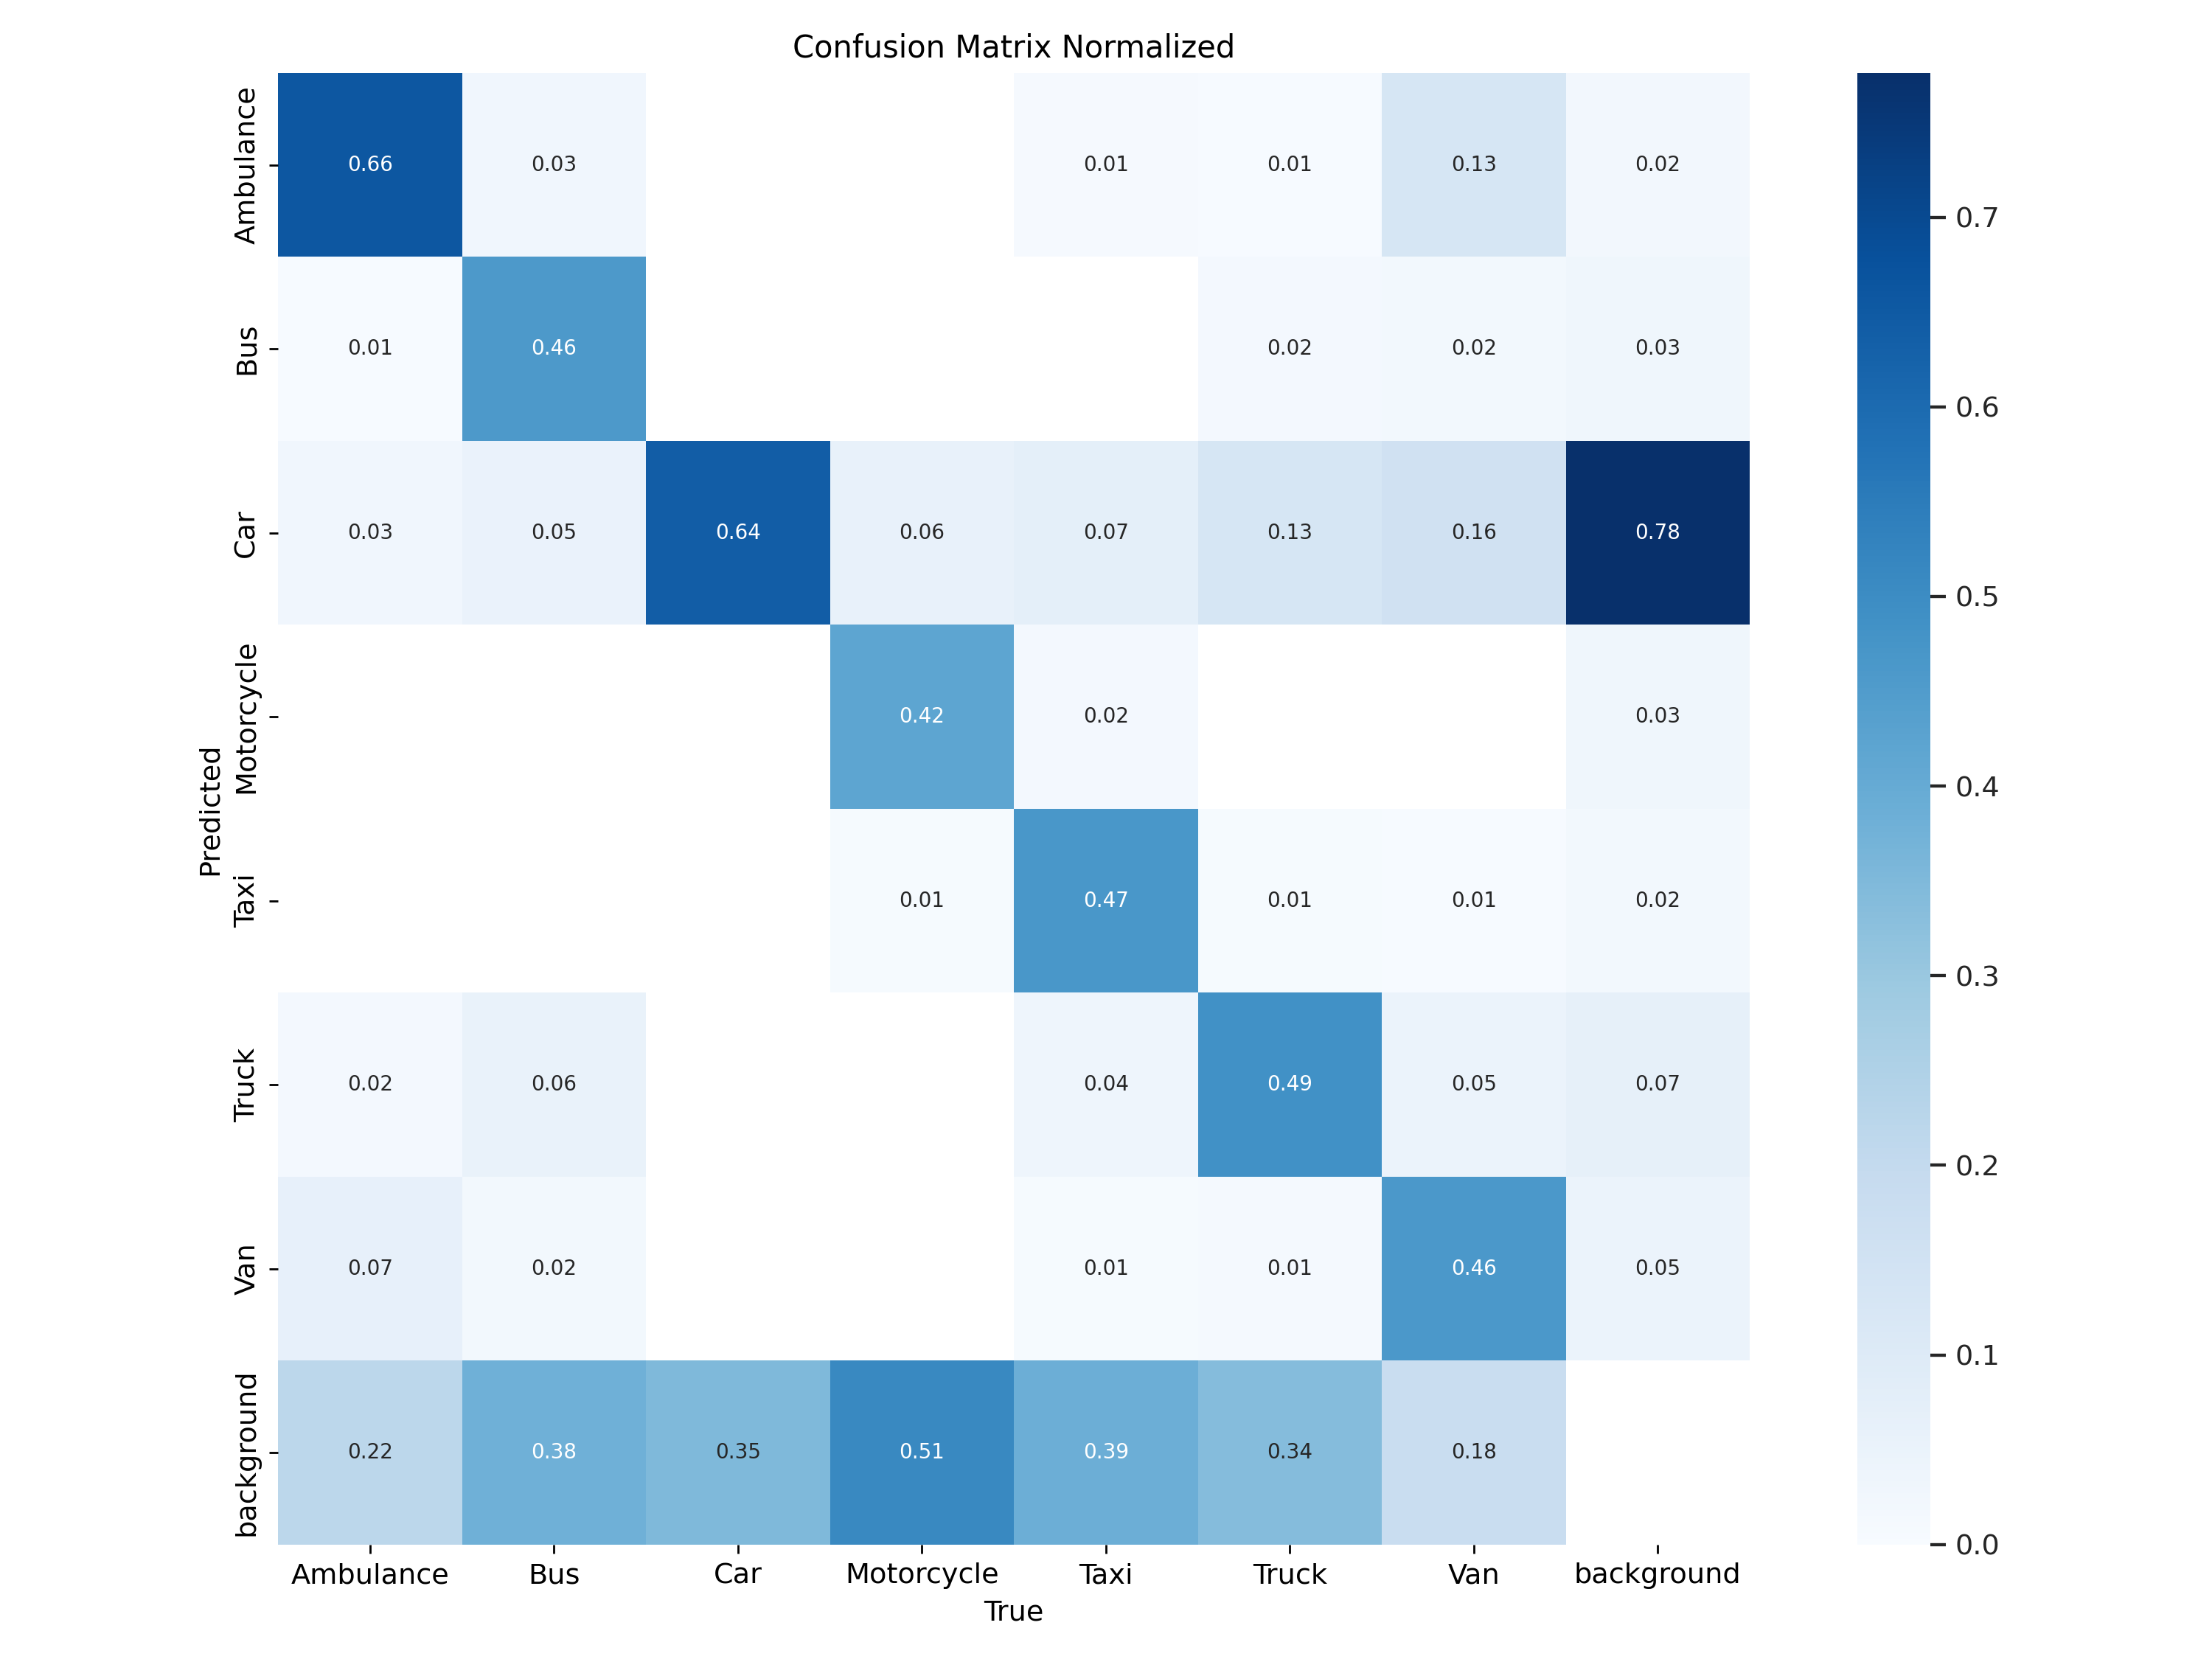 Confusion Matrix Normalized
Ambulance 0.66 0.03 0.01 0.01 0.13 0.02
Bus 0.01 0.46 0.02 0.02 0.03
Car 0.03 0.05 0.64 0.06 0.07 0.13 0.16 0.78
Motorcycle 0.42 0.02 0.03
Taxi 0.01 0.47 0.01 0.01 0.02
Truck 0.02 0.06 0.04 0.49 0.05 0.07
Van 0.07 0.02 0.01 0.01 0.46 0.05
background 0.22 0.38 0.35 0.51 0.39 0.34 0.18
Predicted
Ambulance Bus Car Motorcycle Taxi Truck Van background
True
0.7
0.6
0.5
0.4
0.3
0.2
0.1
0.0